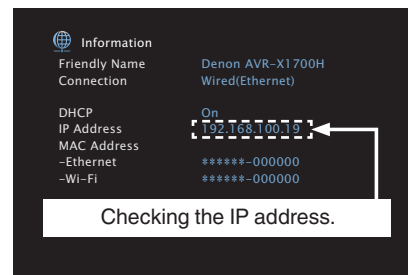 Information
Friendly Name Denon AVR-X1700H
Connection Wired(Ethernet)
DHCP On
IP Address 192.168.100.19
MAC Address
-Ethernet ******-000000
-Wi-Fi ******-000000
Checking the IP address.